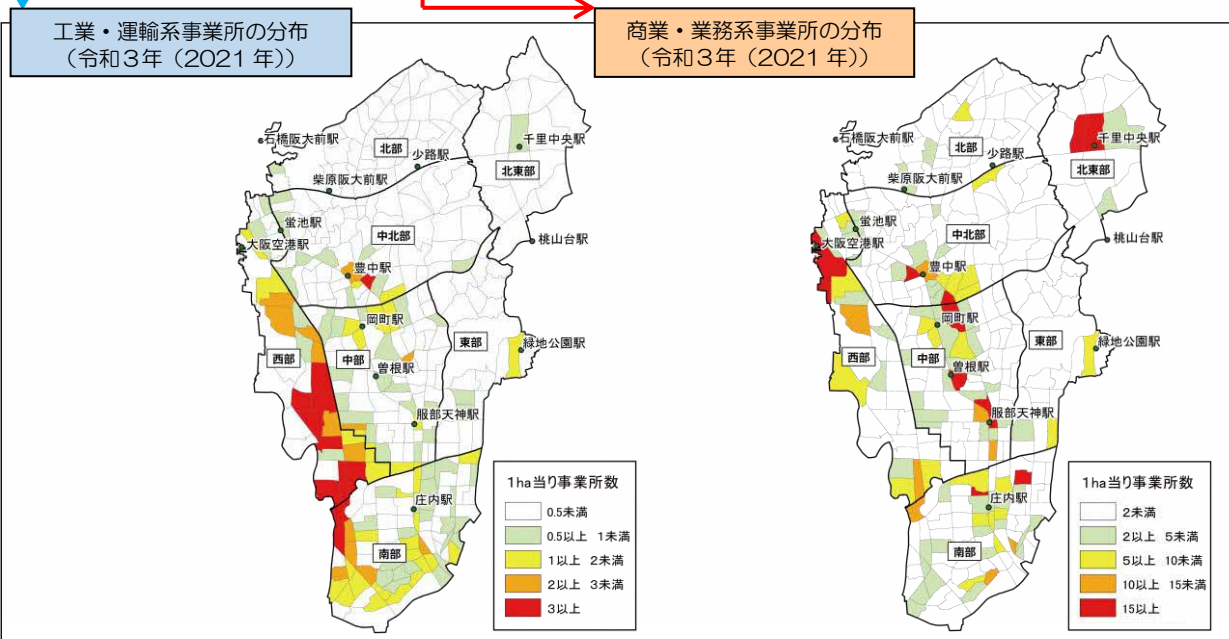 工業・運輸系事業所の分布
（令和３年（2021 年））
商業・業務系事業所の分布
（令和３年（2021 年））
石橋阪大前駅
北部
少路駅
千里中央駅
北東部
柴原阪大前駅
蛍池駅
中北部
大阪空港駅
桃山台駅
豊中駅
岡町駅
東部
緑地公園駅
西部
中部
曽根駅
服部天神駅
庄内駅
南部
1ha当り事業所数
0.5未満
0.5以上 1未満
1以上 2未満
2以上 3未満
3以上
石橋阪大前駅
北部
少路駅
千里中央駅
北東部
柴原阪大前駅
蛍池駅
中北部
大阪空港駅
桃山台駅
豊中駅
岡町駅
東部
緑地公園駅
西部
中部
曽根駅
服部天神駅
庄内駅
南部
1ha当り事業所数
2未満
2以上 5未満
5以上 10未満
10以上 15未満
15以上